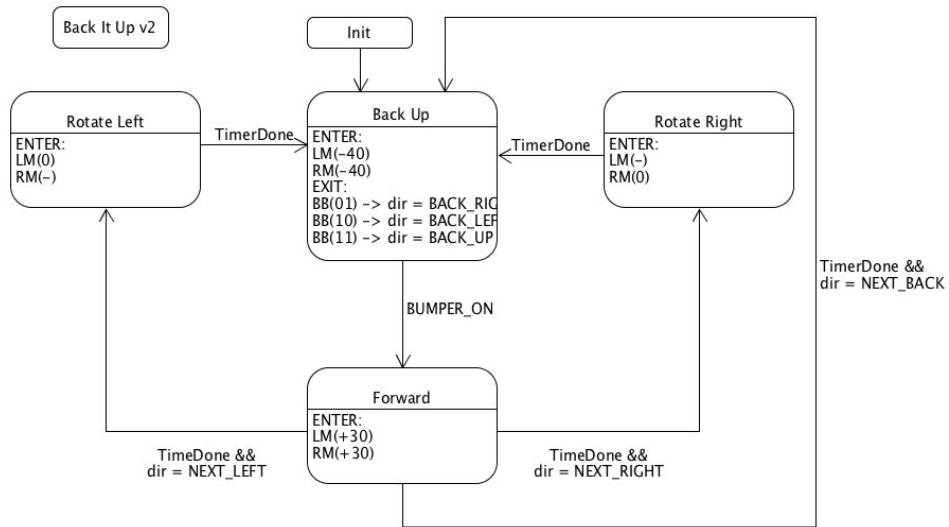 Back It Up v2
Init
Rotate Left
ENTER:
LM(0)
RM(-)
TimerDone
Back Up
ENTER:
LM(-40)
RM(-40)
EXIT:
BB(01) -> dir = BACK_RIG
BB(10) -> dir = BACK_LEF
BB(11) -> dir = BACK_UP
TimerDone
Rotate Right
ENTER:
LM(-)
RM(0)
TimerDone &&
dir = NEXT_BACK
BUMPER_ON
Forward
ENTER:
LM(+30)
RM(+30)
TimeDone &&
dir = NEXT_LEFT
TimeDone &&
dir = NEXT_RIGHT